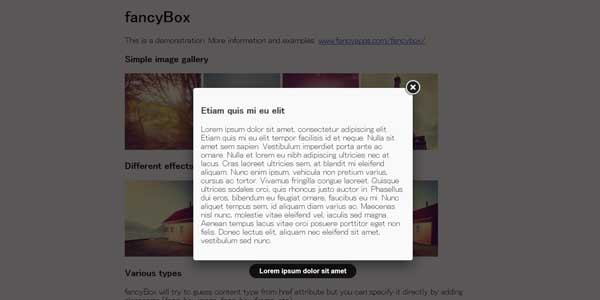 fancyBox
This is a demonstration. More information and examples: www.fancyapps.com/fancybox/
Simple image gallery
Etiam quis mi eu elit
Lorem ipsum dolor sit amet, consectetur adipiscing elit.
Etiam quis mi eu elit tempor facilisis id et neque. Nulla sit
amet sem sapien. Vestibulum imperdiet porta ante ac
ornare. Nulla et lorem eu nibh adipiscing ultricies nec at
lacus. Cras laoreet ultricies sem, at blandit mi eleifend
aliquam. Nunc enim ipsum, vehicula non pretium varius,
cursus ac tortor. Vivamus fringilla congue laoreet. Quisque
ultrices sodales orci, quis rhoncus justo auctor in. Phasellus
dui eros, bibendum eu feugiat ornare, faucibus eu mi. Nunc
aliquet tempus sem, id aliquam diam varius ac. Maecenas
nisl nunc, molestie vitae eleifend vel, iaculis sed magna.
Aenean tempus lacus vitae orci posuere porttitor eget non
felis. Donec lectus elit, aliquam nec eleifend sit amet,
vestibulum sed nunc.
Different effects
Lorem ipsum dolor sit amet
Various types
fancyBox will try to guess content type from href attribute but you can specify it directly by adding